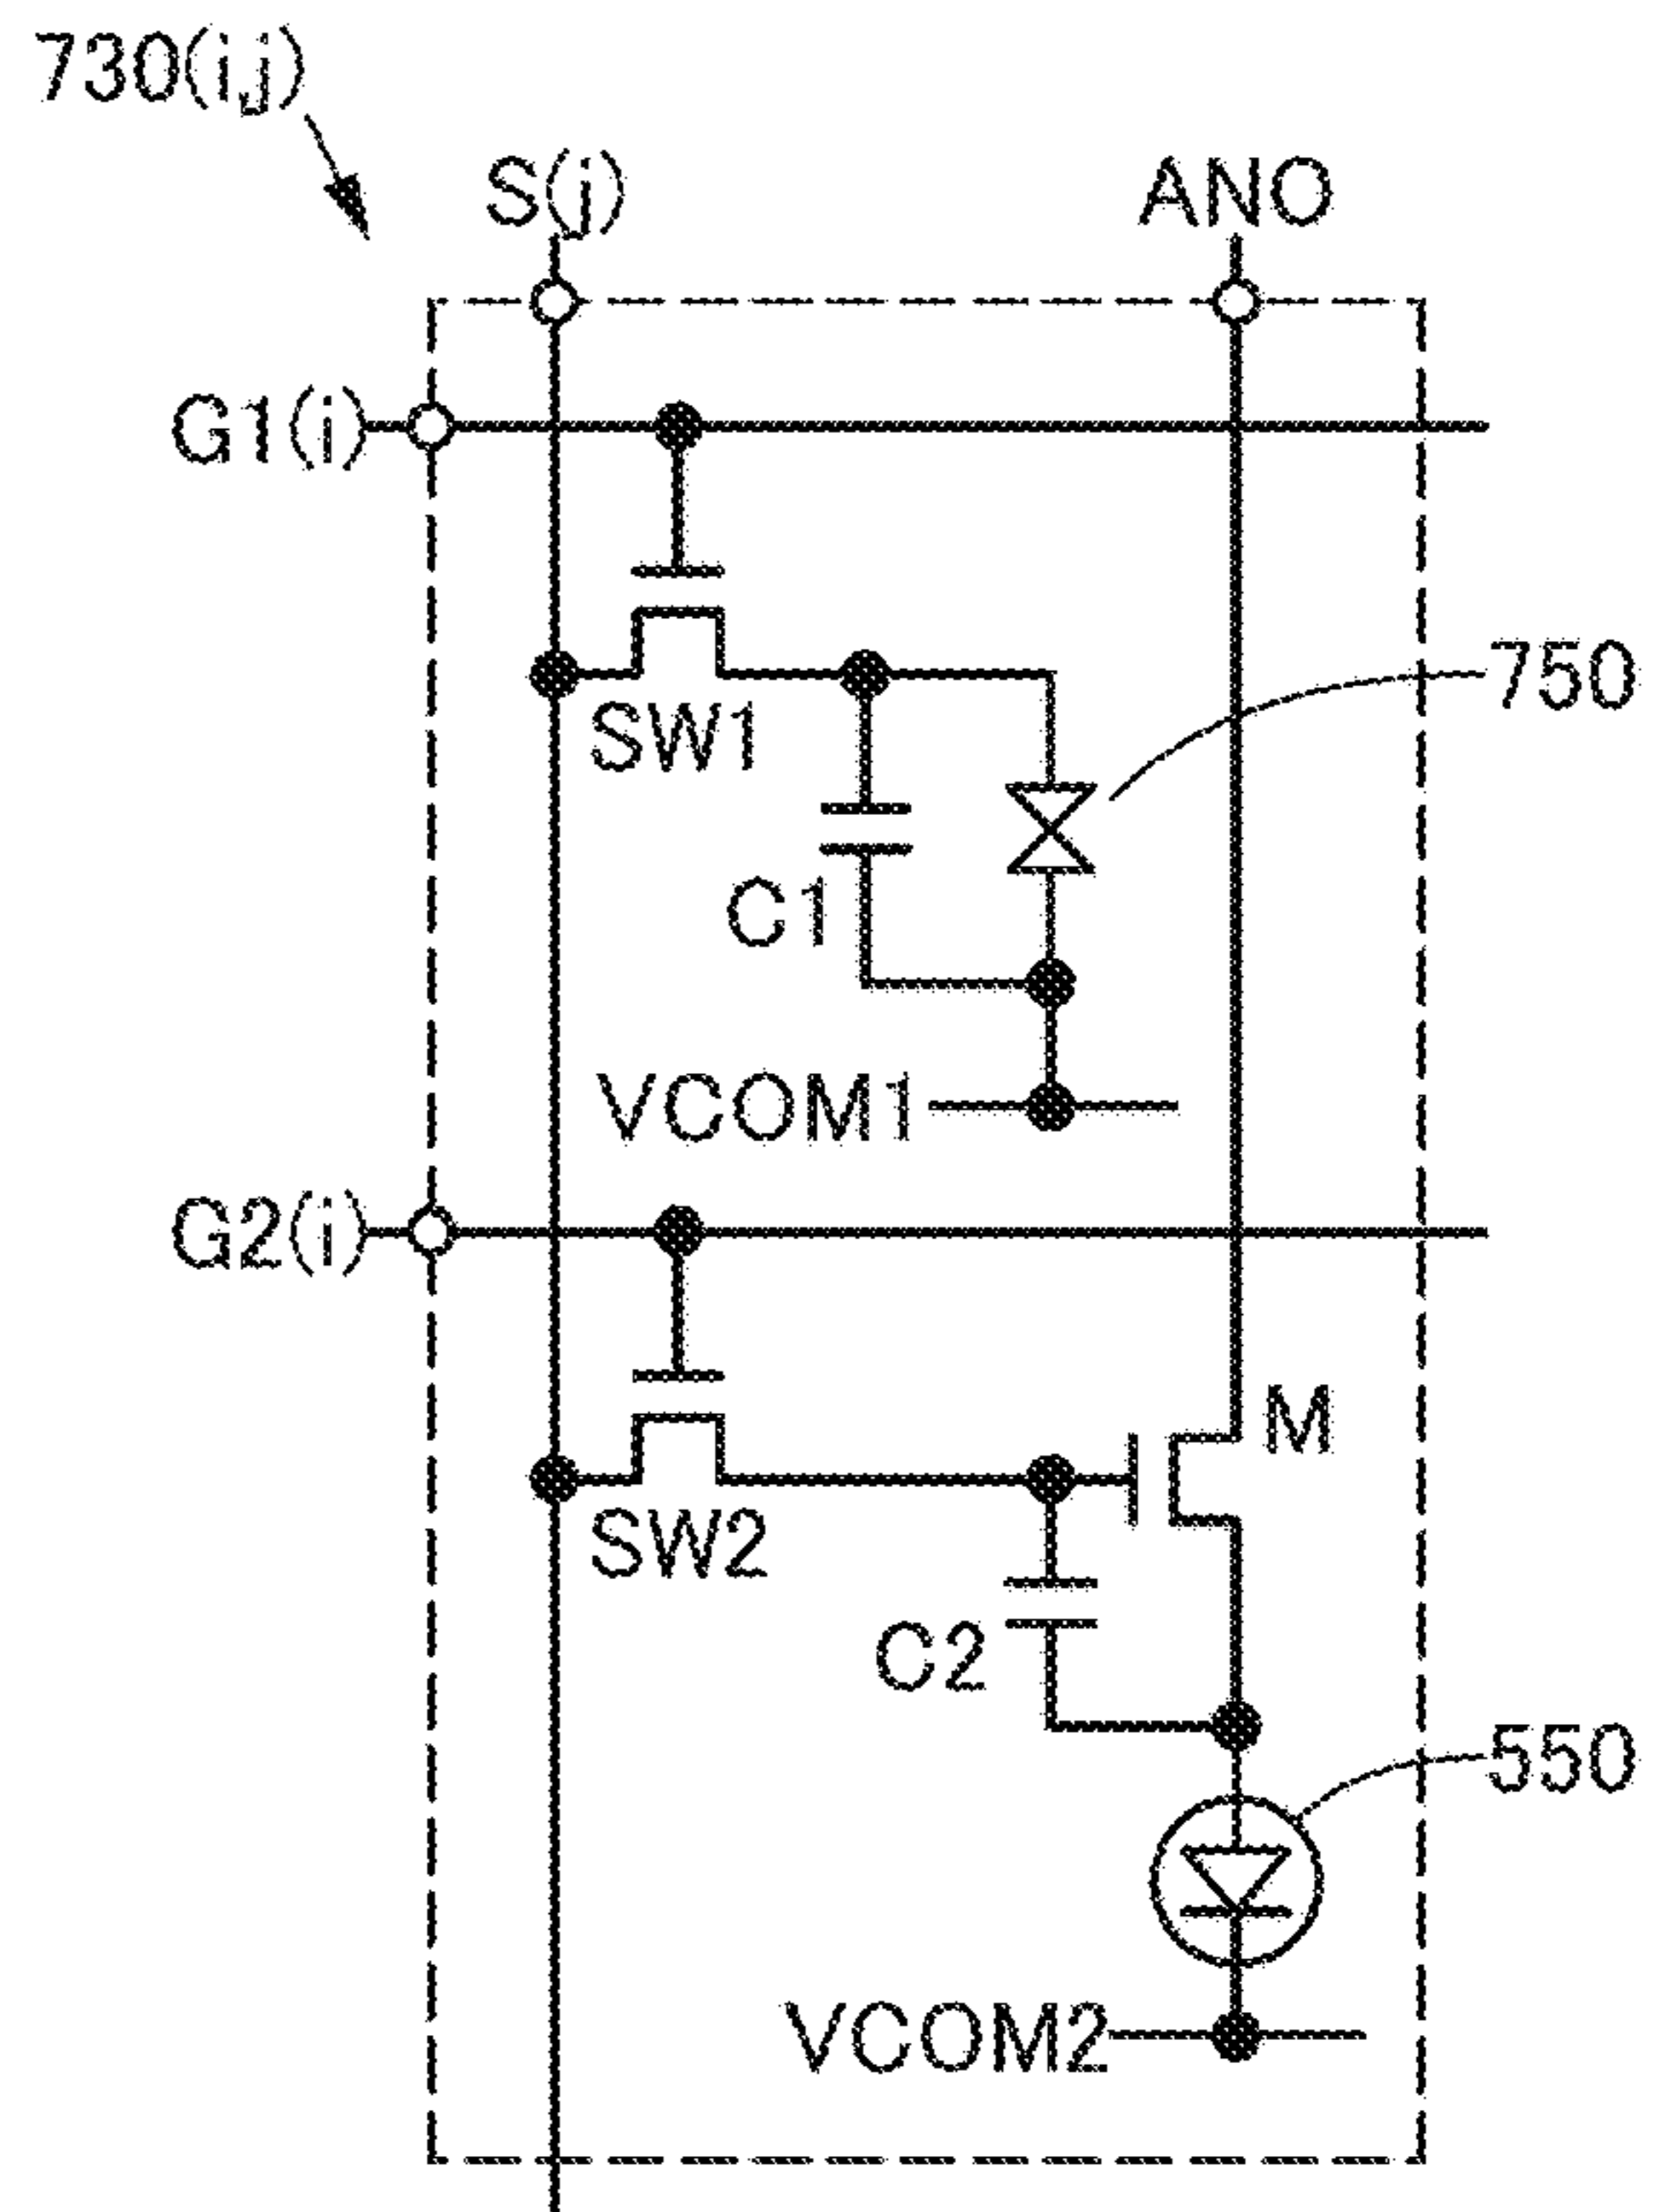 730(i,j)
S(j)
ANO
G1(i)
750
SW1
C1
VCOM1
G2(i)
M
SW2
C2
550
VCOM2